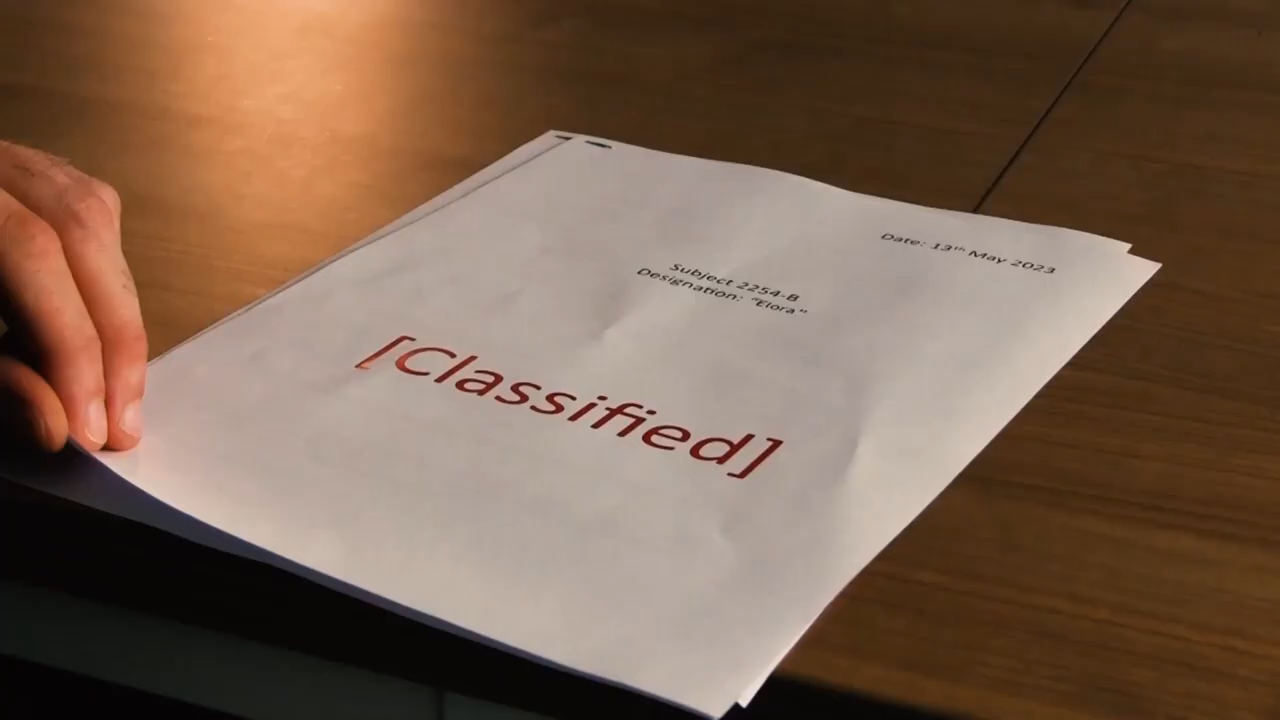 Date: 13th May 2023
Subject 2254-B
Designation: "Elora"
[Classified]